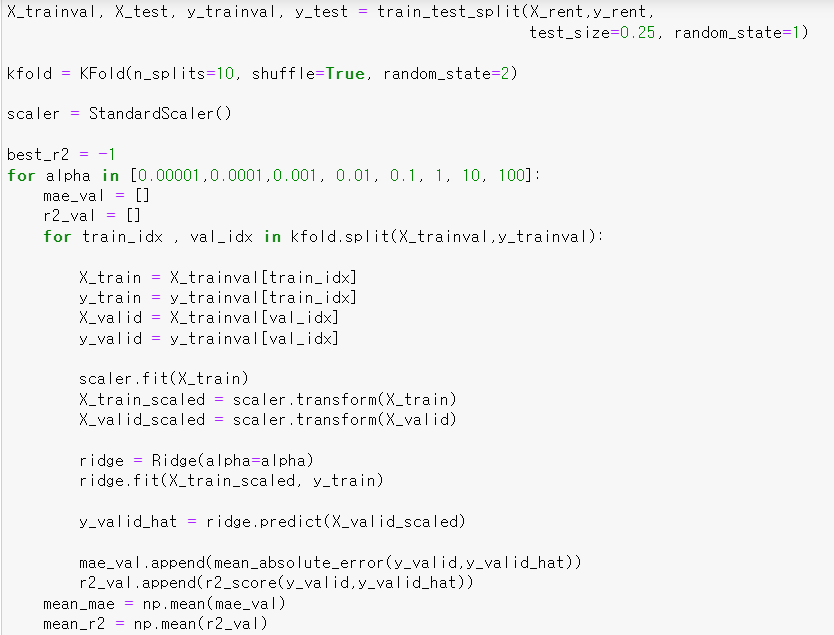 X_trainval, X_test, y_trainval, y_test = train_test_split(X_rent,y_rent,
                                                          test_size=0.25, random_state=1)
kfold = KFold(n_splits=10, shuffle=True, random_state=2)
scaler = StandardScaler()
best_r2 = -1
for alpha in [0.00001,0.0001,0.001, 0.01, 0.1, 1, 10, 100]:
    mae_val = []
    r2_val = []
    for train_idx , val_idx in kfold.split(X_trainval,y_trainval):
        X_train = X_trainval[train_idx]
        y_train = y_trainval[train_idx]
        X_valid = X_trainval[val_idx]
        y_valid = y_trainval[val_idx]
        scaler.fit(X_train)
        X_train_scaled = scaler.transform(X_train)
        X_valid_scaled = scaler.transform(X_valid)
        ridge = Ridge(alpha=alpha)
        ridge.fit(X_train_scaled, y_train)
        y_valid_hat = ridge.predict(X_valid_scaled)
        mae_val.append(mean_absolute_error(y_valid,y_valid_hat))
        r2_val.append(r2_score(y_valid,y_valid_hat))
    mean_mae = np.mean(mae_val)
    mean_r2 = np.mean(r2_val)